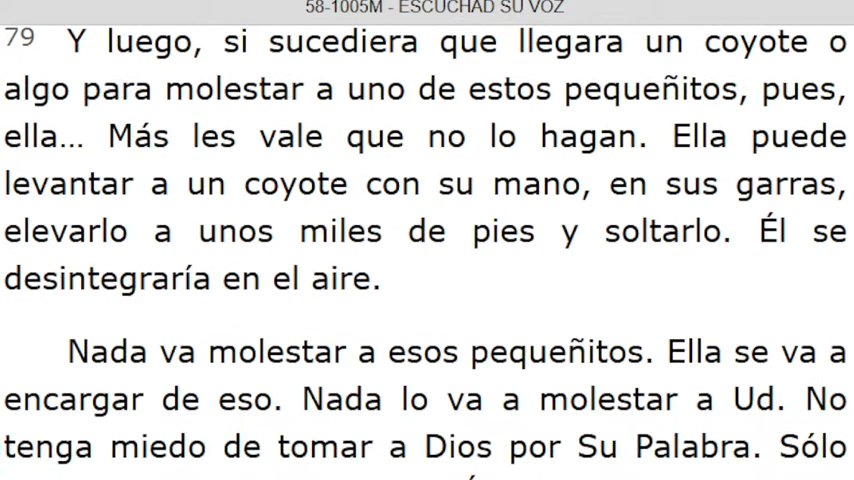 58-1005M - ESCUCHAD SU VOZ
79 Y luego, si sucediera que llegara un coyote o
algo para molestar a uno de estos pequeñitos, pues,
ella... Más les vale que no lo hagan. Ella puede
levantar a un coyote con su mano, en sus garras,
elevarlo a unos miles de pies y soltarlo. Él se
desintegraría en el aire.
Nada va molestar a esos pequeñitos. Ella se va a
encargar de eso. Nada lo va a molestar a Ud. No
tenga miedo de tomar a Dios por Su Palabra. Sólo